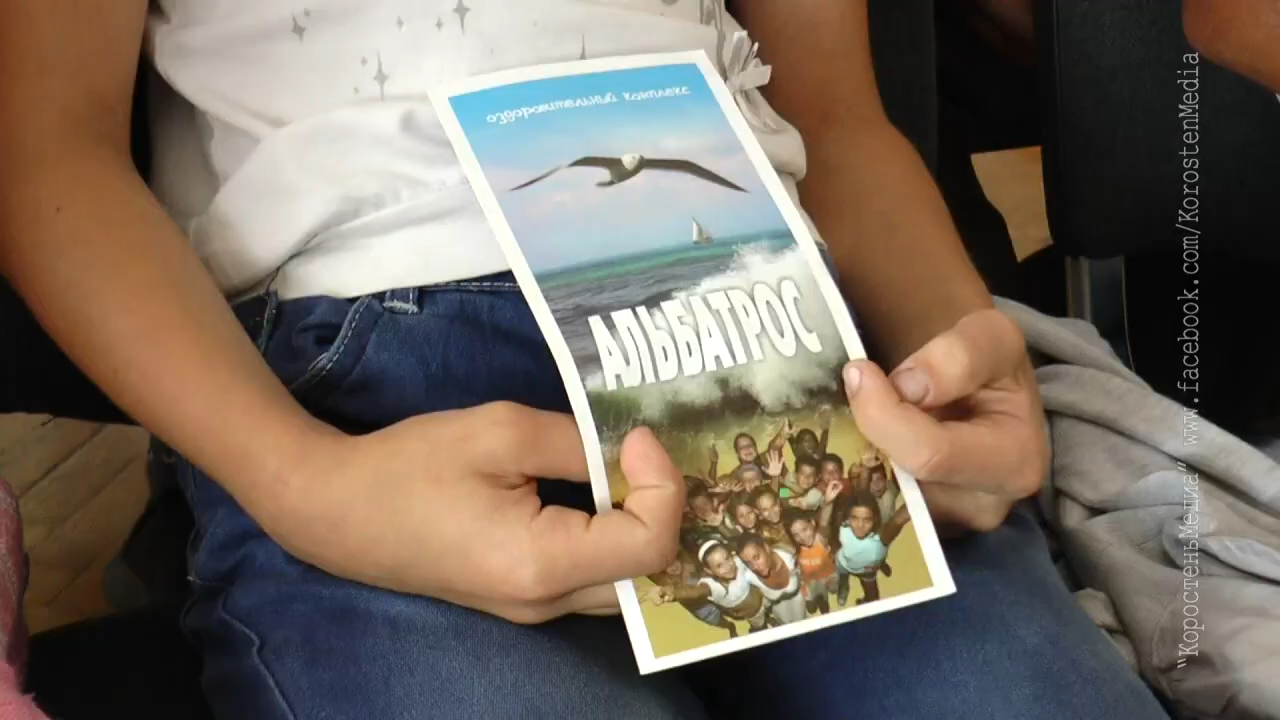 оздоровительный комплекс
АЛЬБАТРОС
"КоростеньМедиа" www.facebook.com/KorostenMedia